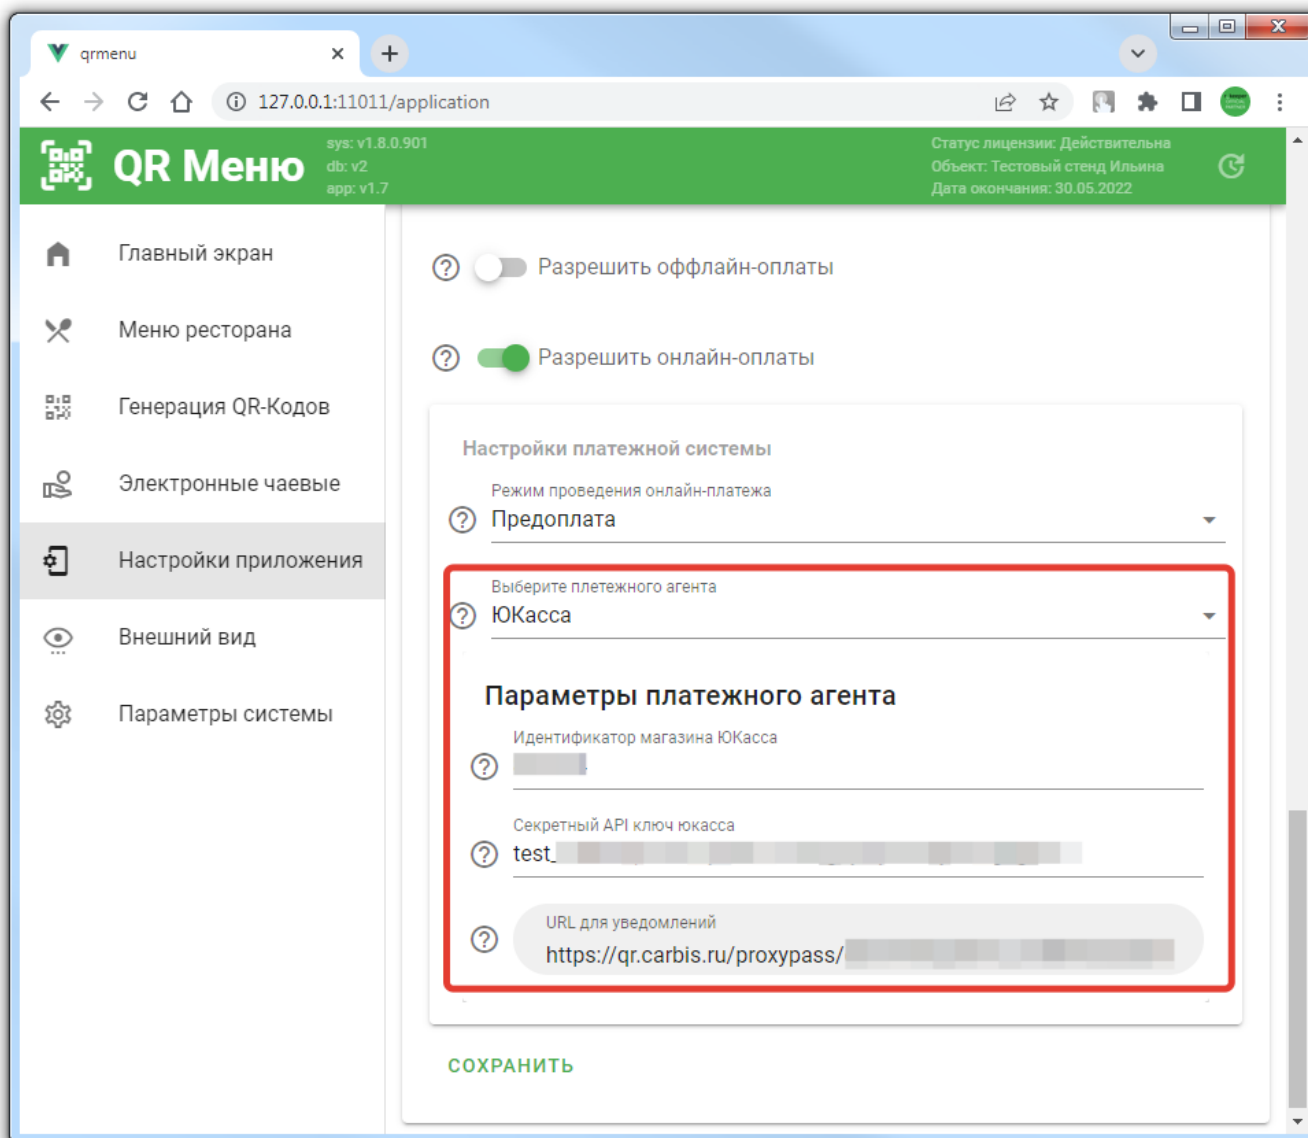 qrmenu
127.0.0.1:11011/application
QR Меню
sys: v1.8.0.901
db: v2
app: v1.7
Статус лицензии: Действительна
Объект: Тестовый стенд Ильина
Дата окончания: 30.05.2022
Главный экран
Меню ресторана
Генерация QR-Кодов
Электронные чаевые
Настройки приложения
Внешний вид
Параметры системы
Разрешить оффлайн-оплаты
Разрешить онлайн-оплаты
Настройки платежной системы
Режим проведения онлайн-платежа
Предоплата
Выберите плетежного агента
ЮКасса
Параметры платежного агента
Идентификатор магазина ЮКасса
Секретный API ключ юкасса
test_
URL для уведомлений
https://qr.carbis.ru/proxypass/
СОХРАНИТЬ